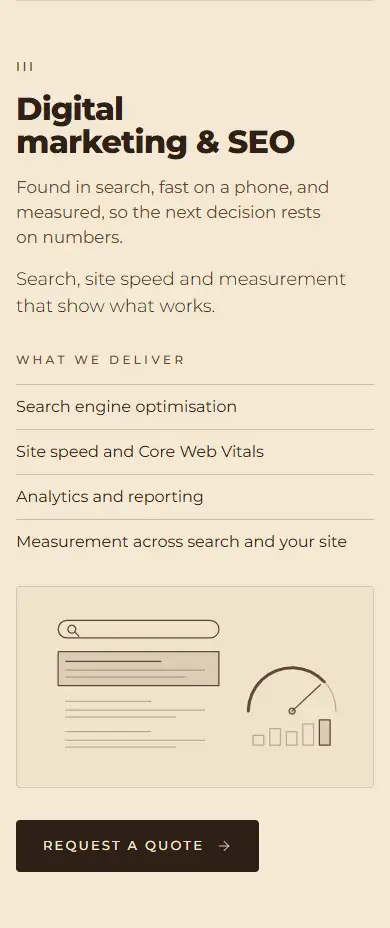 III
Digital
marketing & SEO
Found in search, fast on a phone, and
measured, so the next decision rests
on numbers.
Search, site speed and measurement
that show what works.
WHAT WE DELIVER
Search engine optimisation
Site speed and Core Web Vitals
Analytics and reporting
Measurement across search and your site
REQUEST A QUOTE →